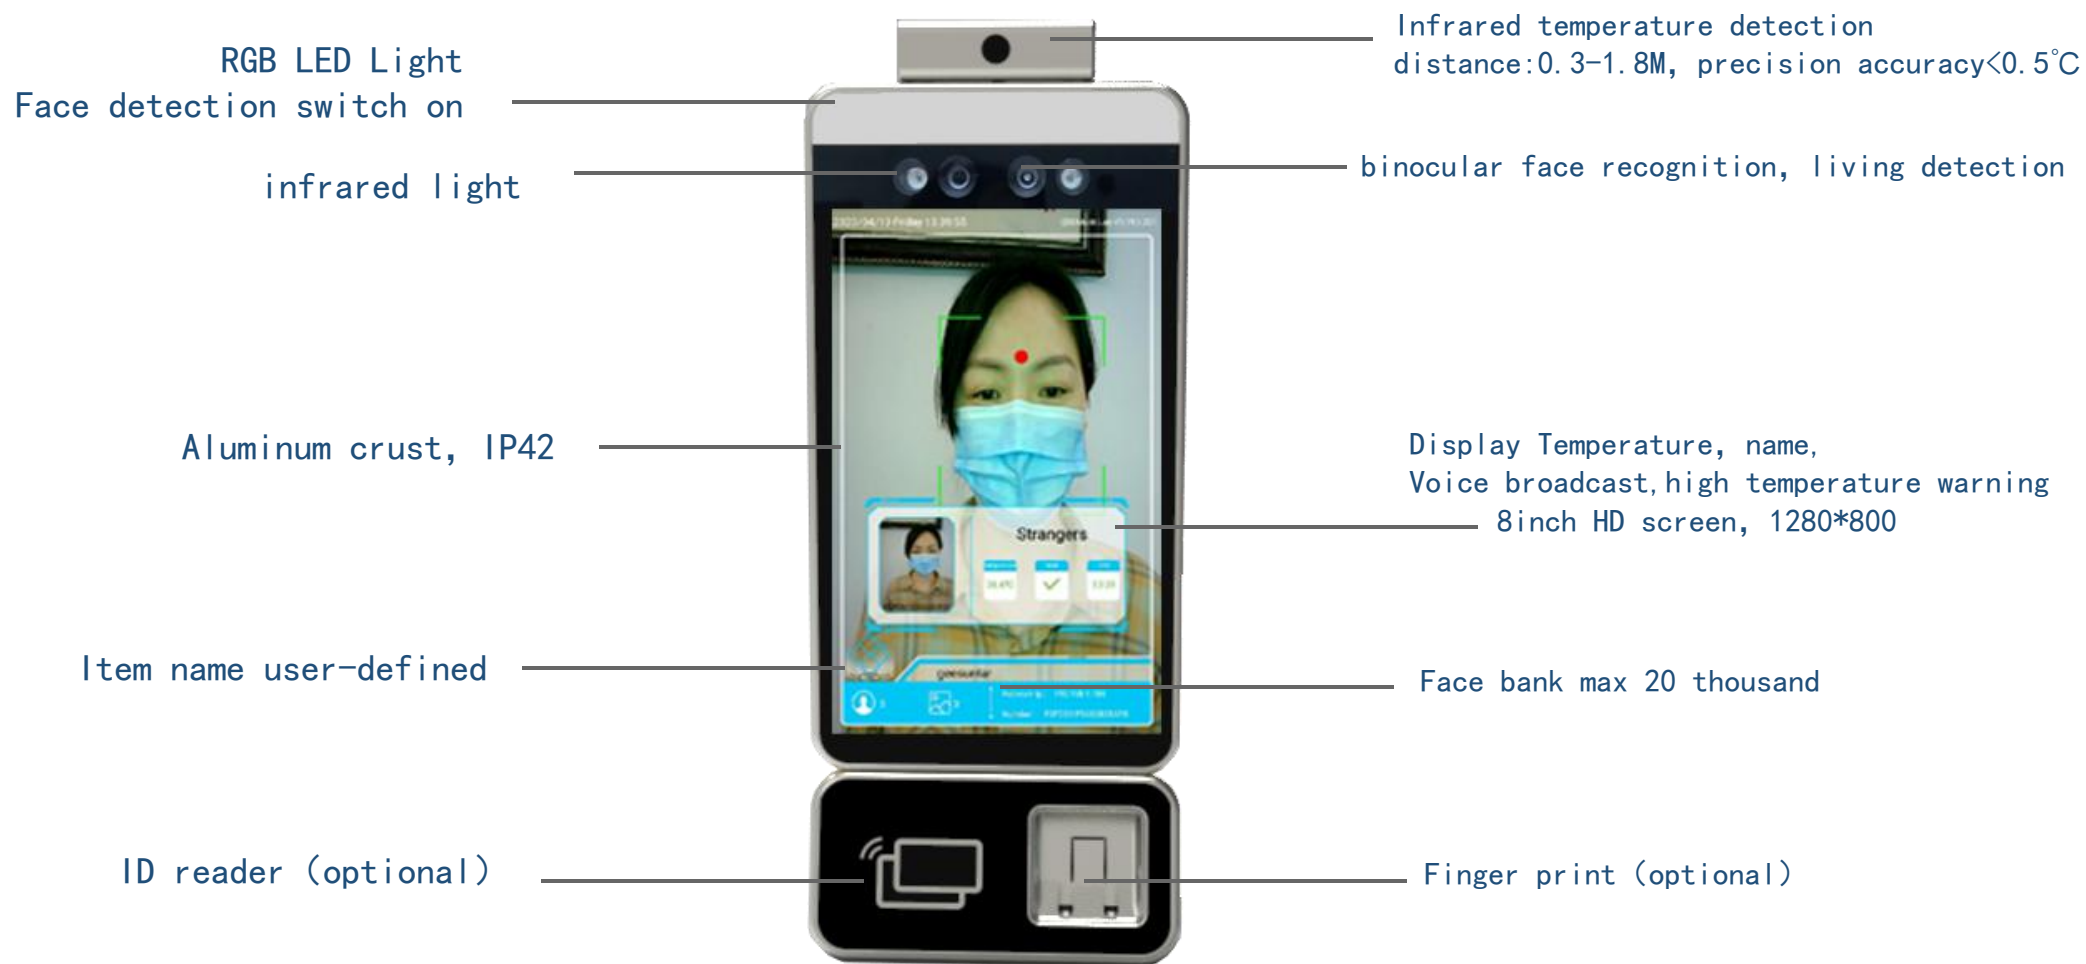 RGB LED Light
Face detection switch on
infrared light
Aluminum crust, IP42
Item name user-defined
ID reader (optional)
Infrared temperature detection
distance:0.3-1.8M, precision accuracy<0.5℃
binocular face recognition, living detection
Display Temperature, name,
Voice broadcast,high temperature warning
8inch HD screen, 1280*800
Face bank max 20 thousand
Finger print (optional)
Strangers